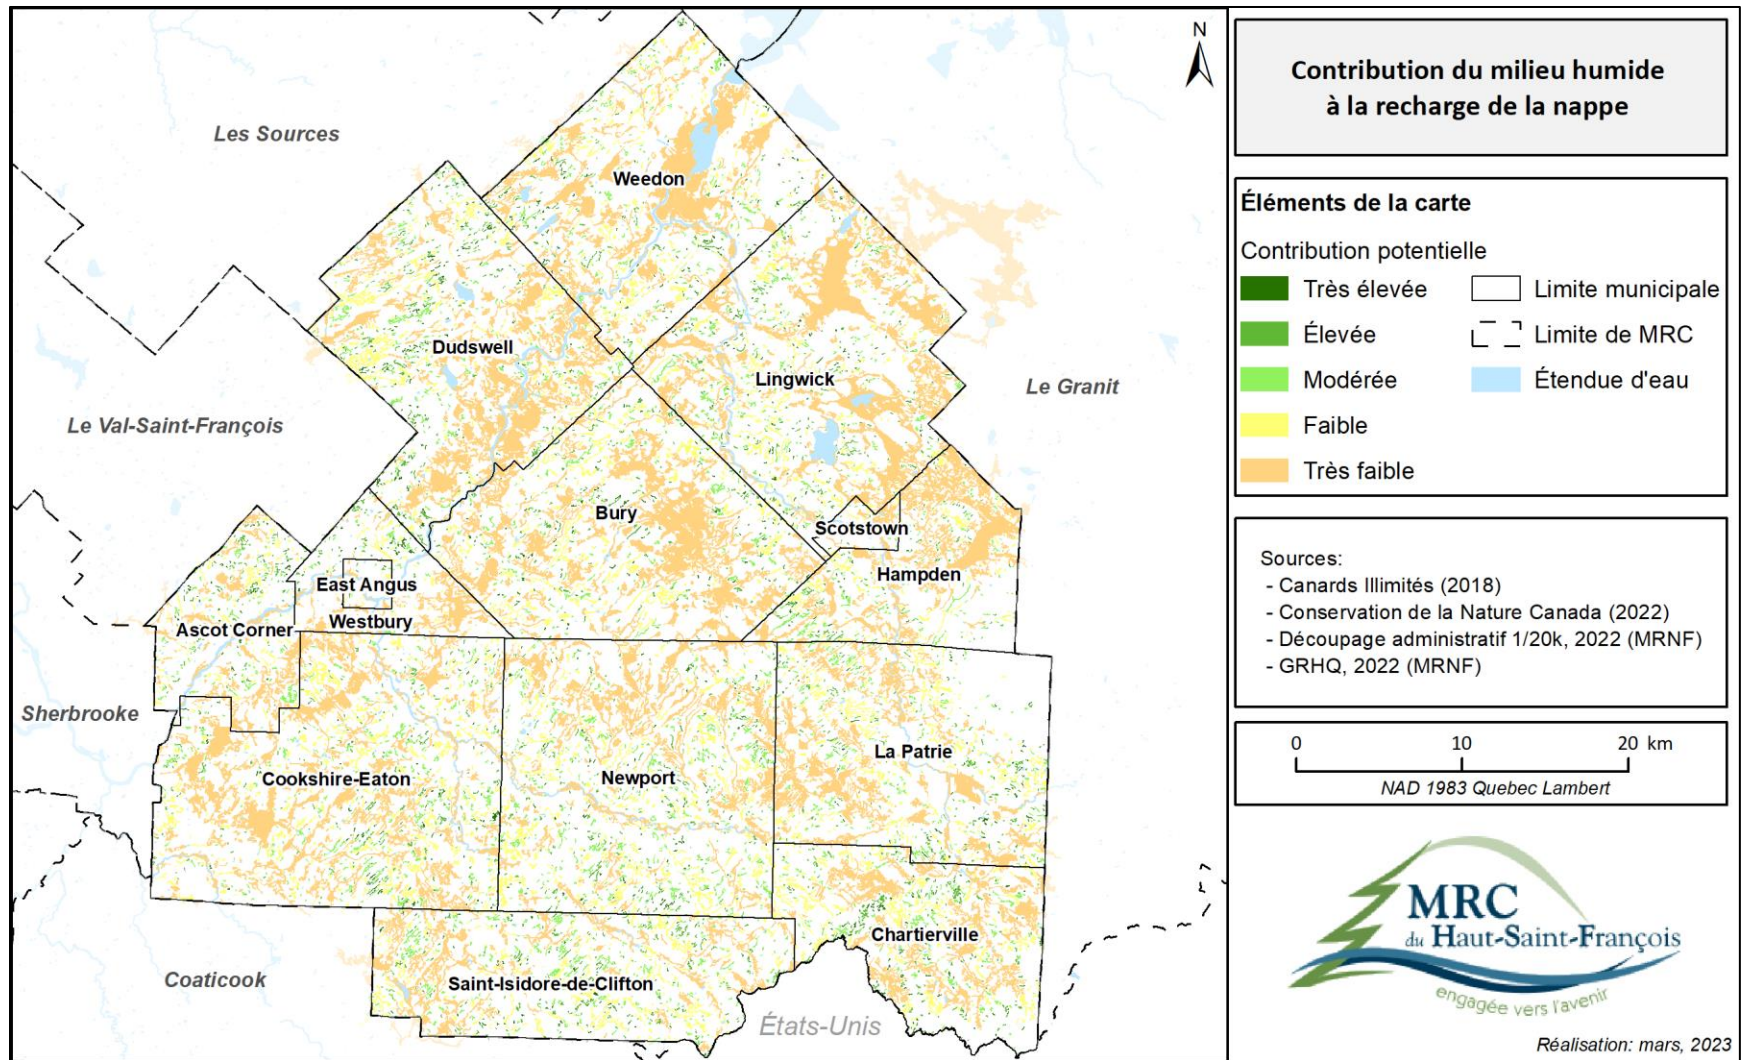 Contribution du milieu humide
à la recharge de la nappe
Éléments de la carte
Contribution potentielle
Très élevée
Élevée
Modérée
Faible
Très faible
Limite municipale
Limite de MRC
Étendue d'eau
Sources:
- Canards Illimités (2018)
- Conservation de la Nature Canada (2022)
- Découpage administratif 1/20k, 2022 (MRNF)
- GRHQ, 2022 (MRNF)
0 10 20 km
NAD 1983 Quebec Lambert
MRC
du Haut-Saint-François
engagée vers l'avenir
Réalisation: mars, 2023
N
Les Sources
Weedon
Dudswell
Lingwick
Le Granit
Le Val-Saint-François
Bury
Scotstown
Hampden
East Angus
Westbury
Ascot Corner
Sherbrooke
Cookshire-Eaton
Newport
La Patrie
Chartierville
Coaticook
Saint-Isidore-de-Clifton
États-Unis